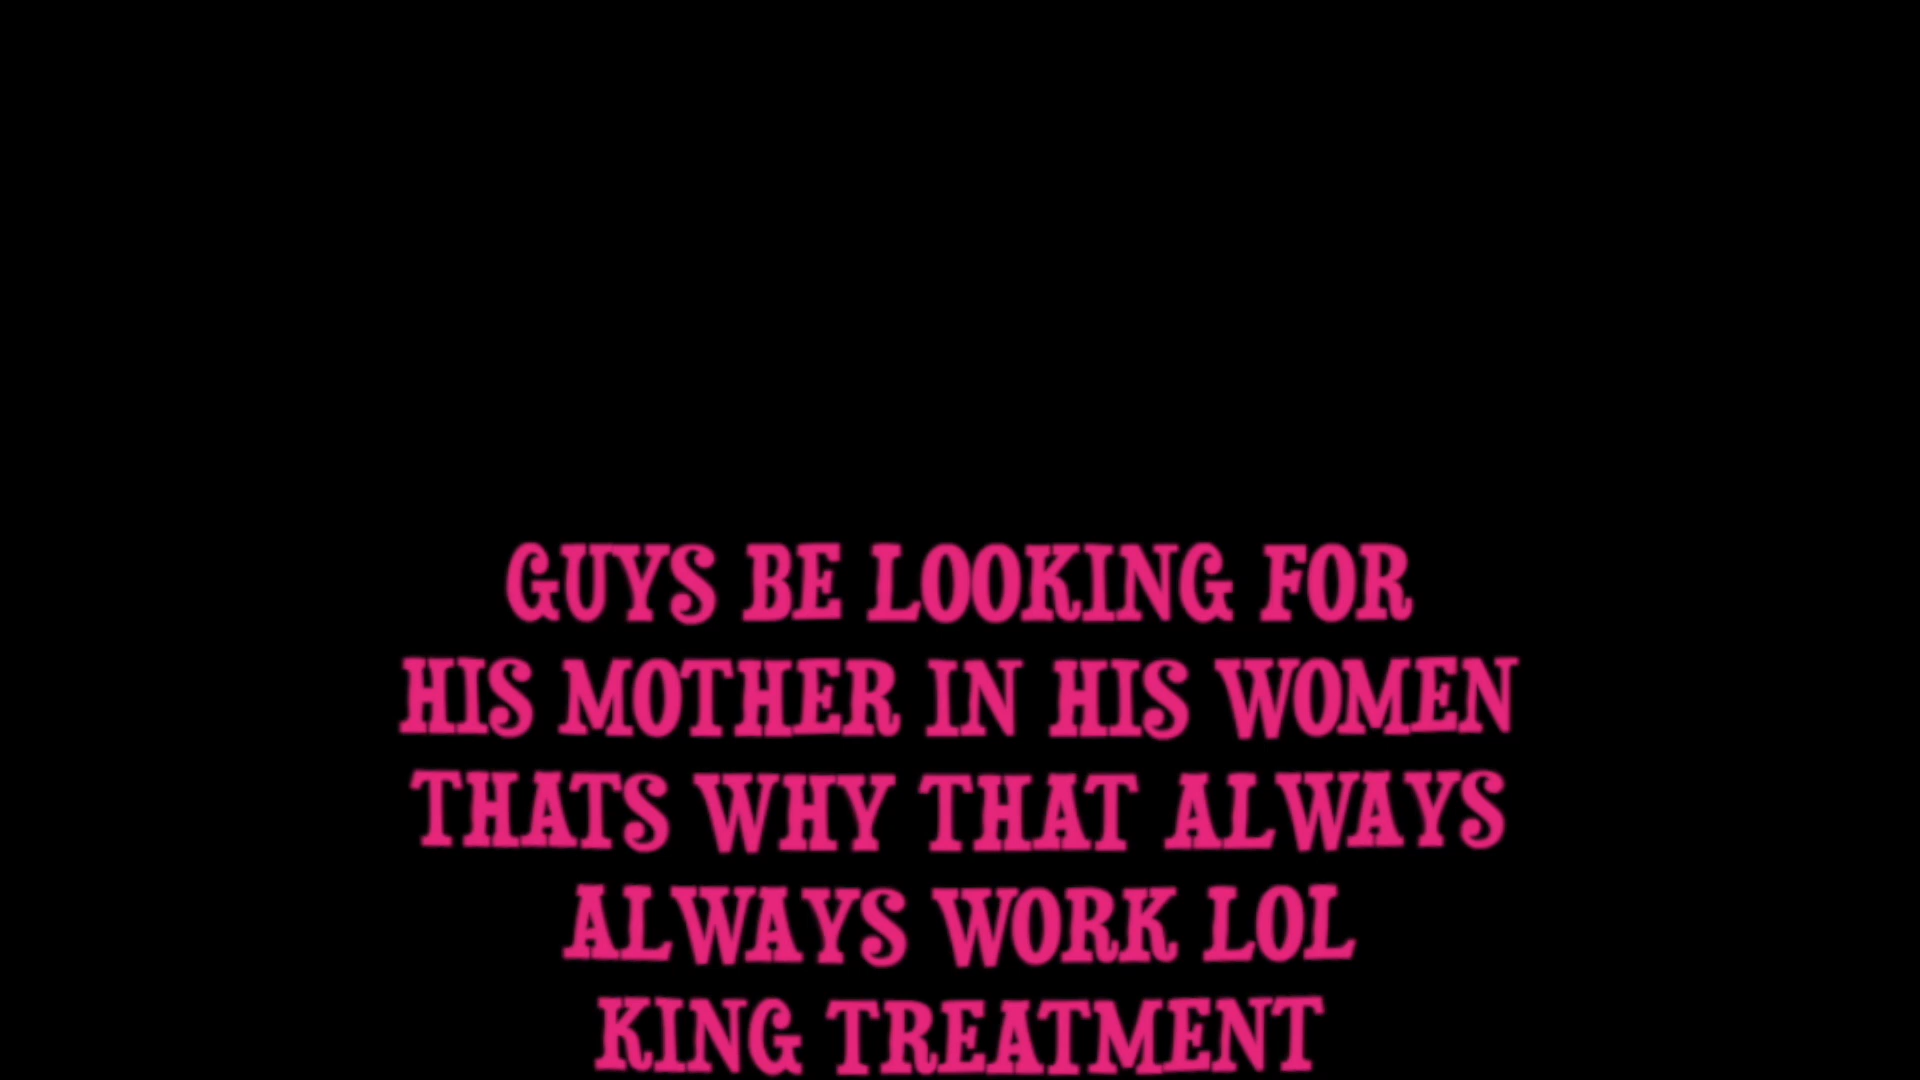 GUYS BE LOOKING FOR
HIS MOTHER IN HIS WOMEN
THATS WHY THAT ALWAYS
ALWAYS WORK LOL
KING TREATMENT